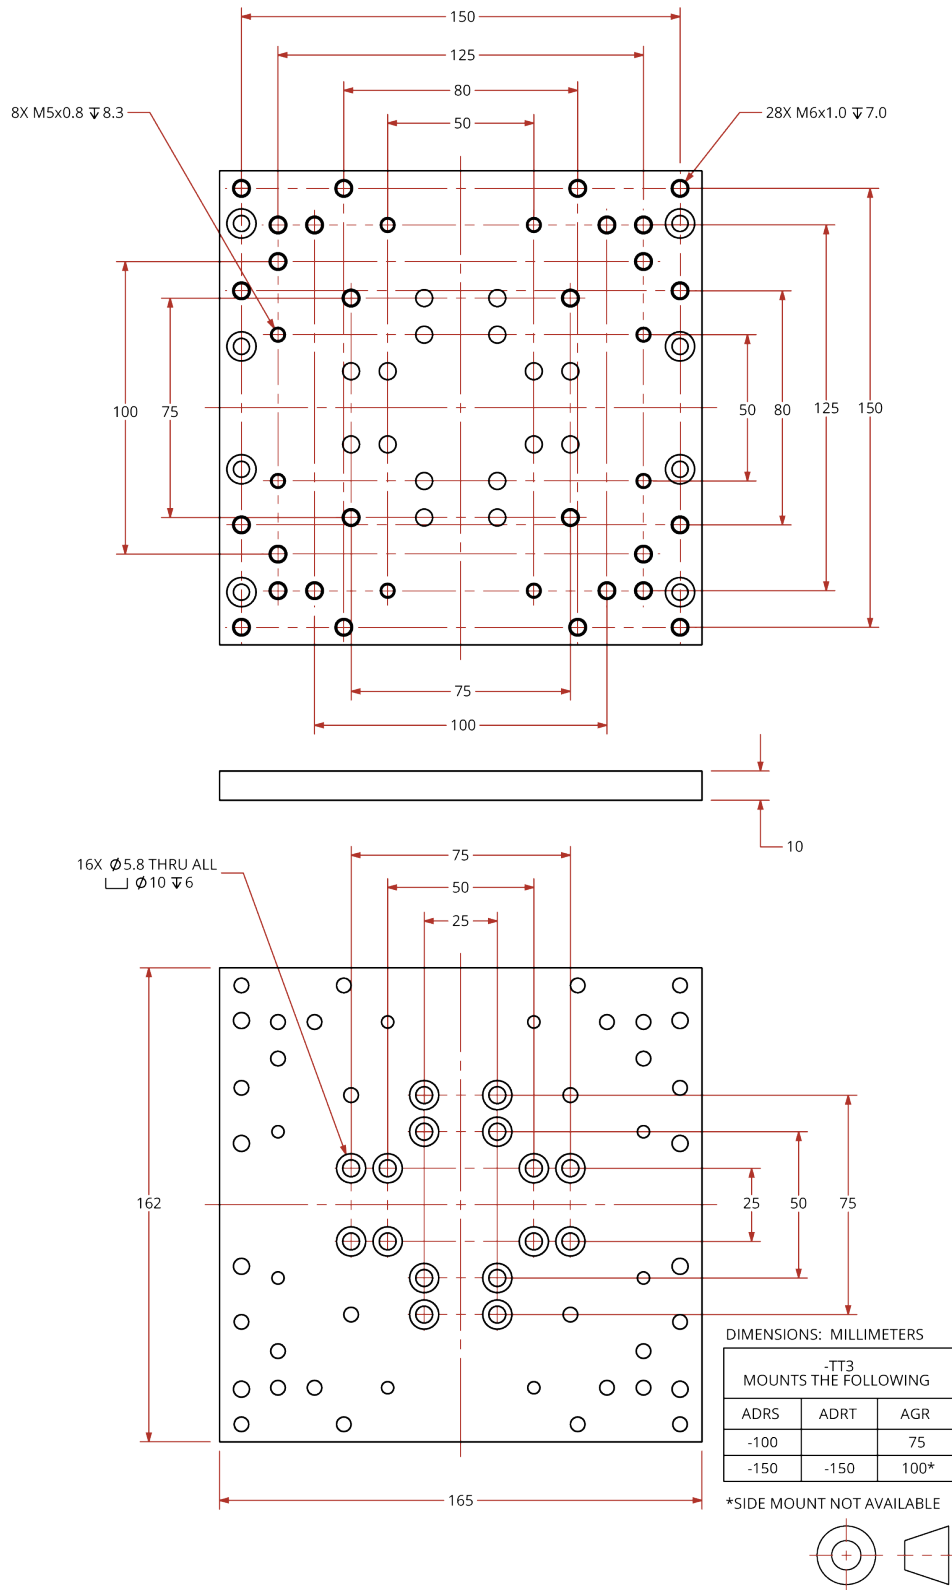 150
125
80
50
8X M5x0.8 ↧8.3
28X M6x1.0 ↧7.0
100
75
50
80
125
150
75
100
10
16X Ø5.8 THRU ALL
⌴ Ø10 ↧6
75
50
25
162
25
50
75
165
DIMENSIONS: MILLIMETERS
-TT3
MOUNTS THE FOLLOWING
ADRS ADRT AGR
-100 75
-150 -150 100*
*SIDE MOUNT NOT AVAILABLE